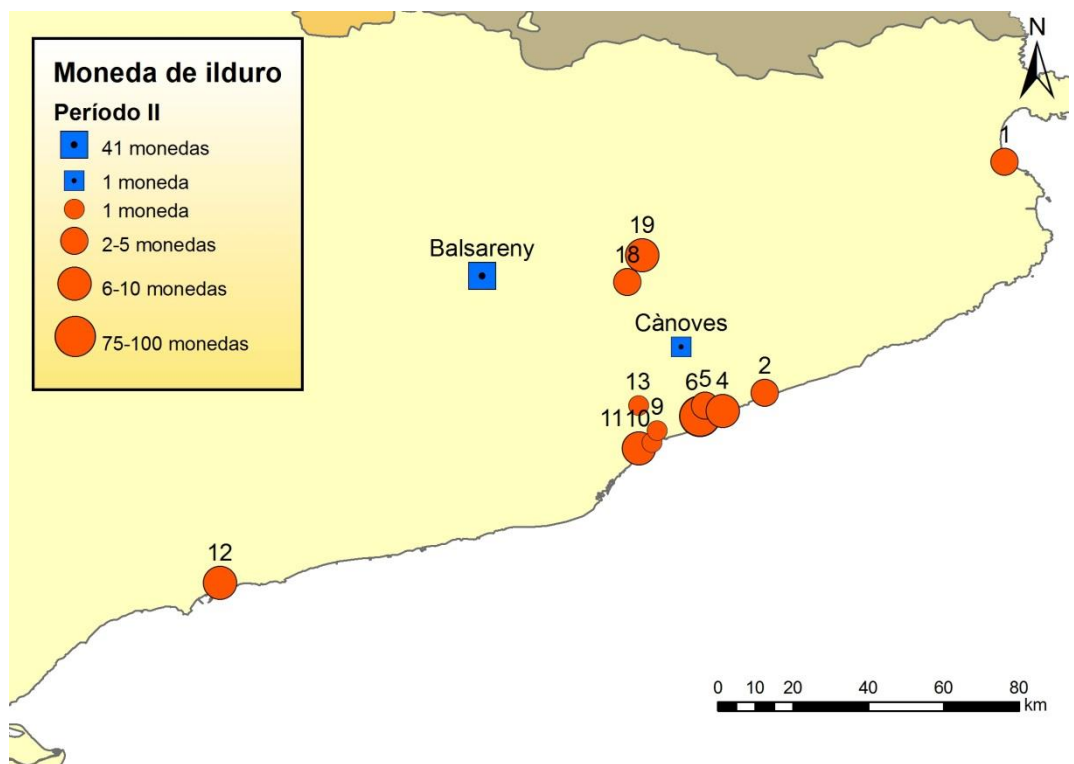 Moneda de ilduro
Período II
41 monedas
1 moneda
1 moneda
2-5 monedas
6-10 monedas
75-100 monedas
N
1
19
18
Balsareny
Cànoves
2
13
6 5 4
9
11 10
12
0 10 20 40 60 80
km